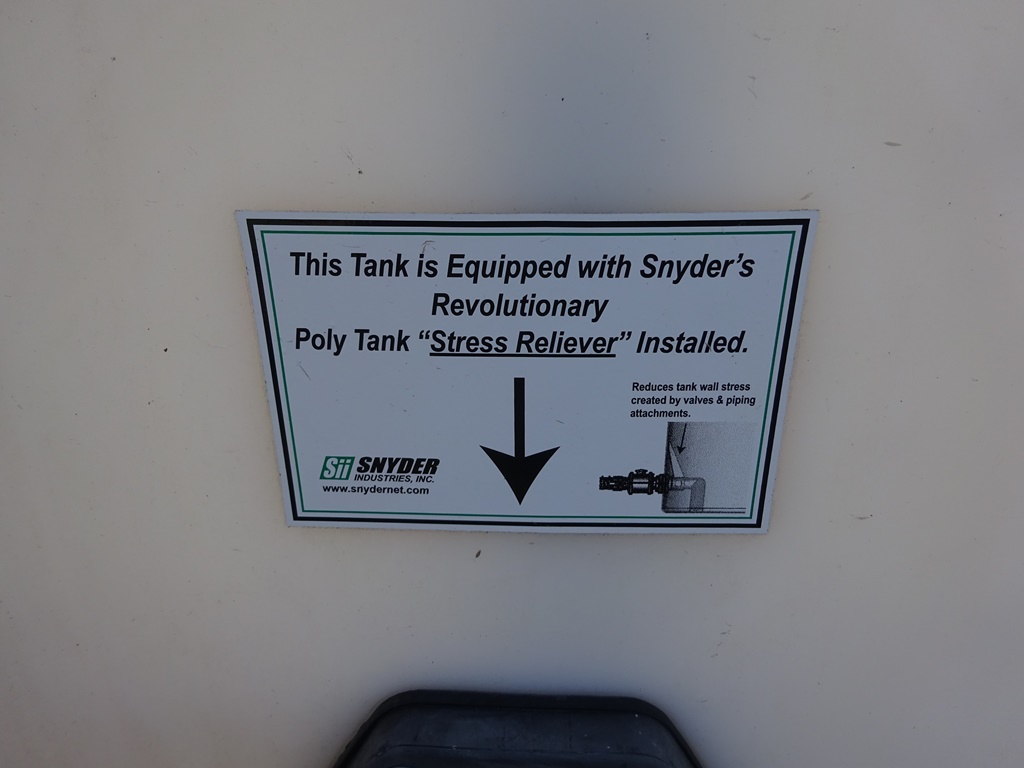 This Tank is Equipped with Snyder's
Revolutionary
Poly Tank “Stress Reliever” Installed.
Reduces tank wall stress
created by valves & piping
attachments.
Sii SNYDER
INDUSTRIES, INC.
www.snydernet.com